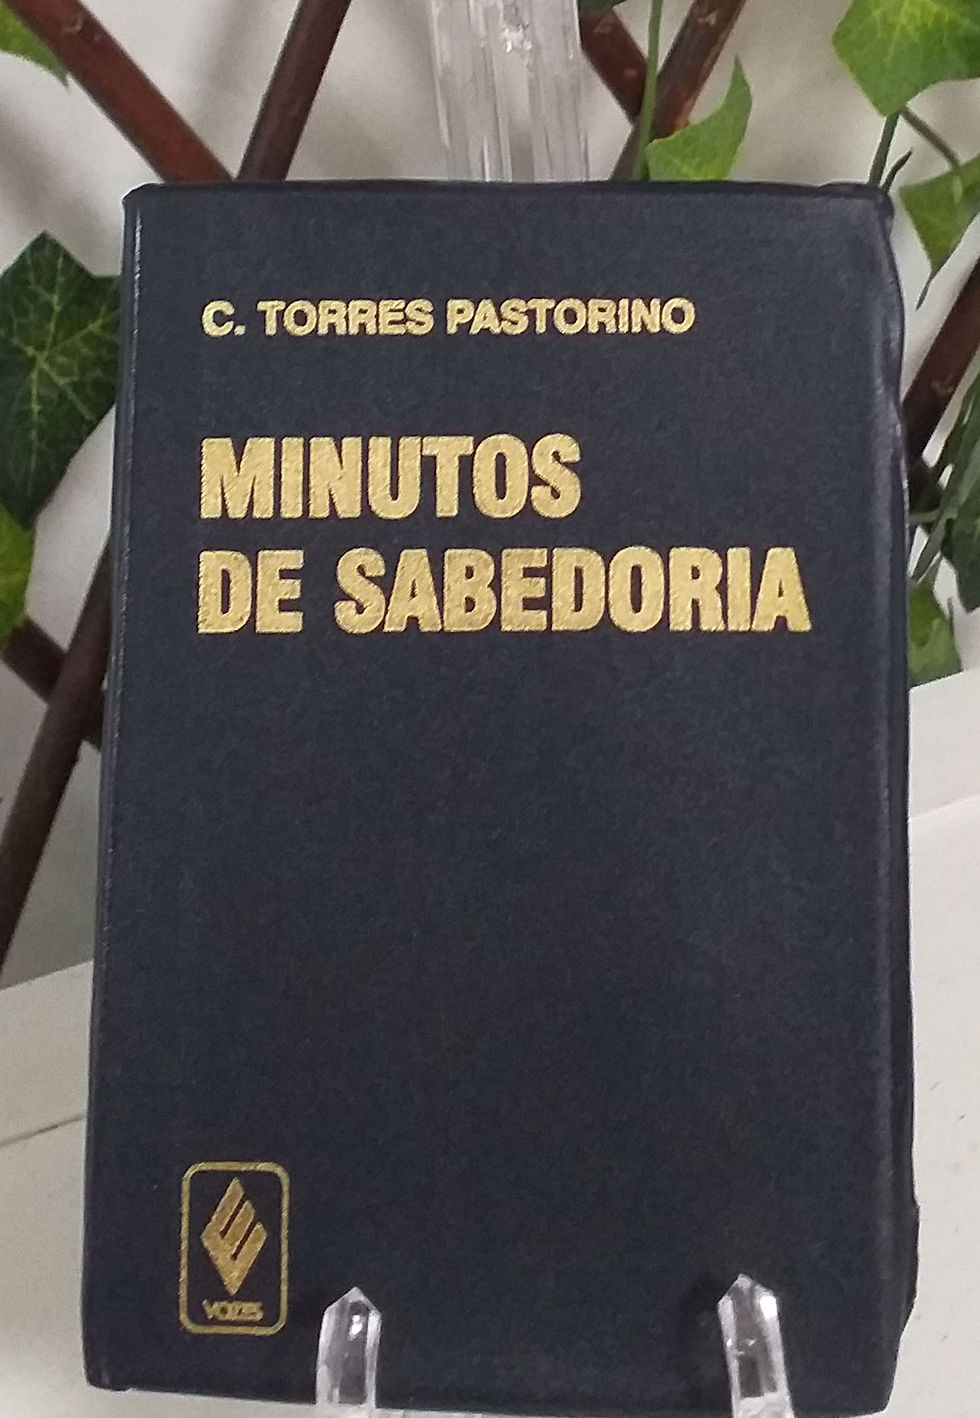 C. TORRES PASTORINO
MINUTOS
DE SABEDORIA
VOZES